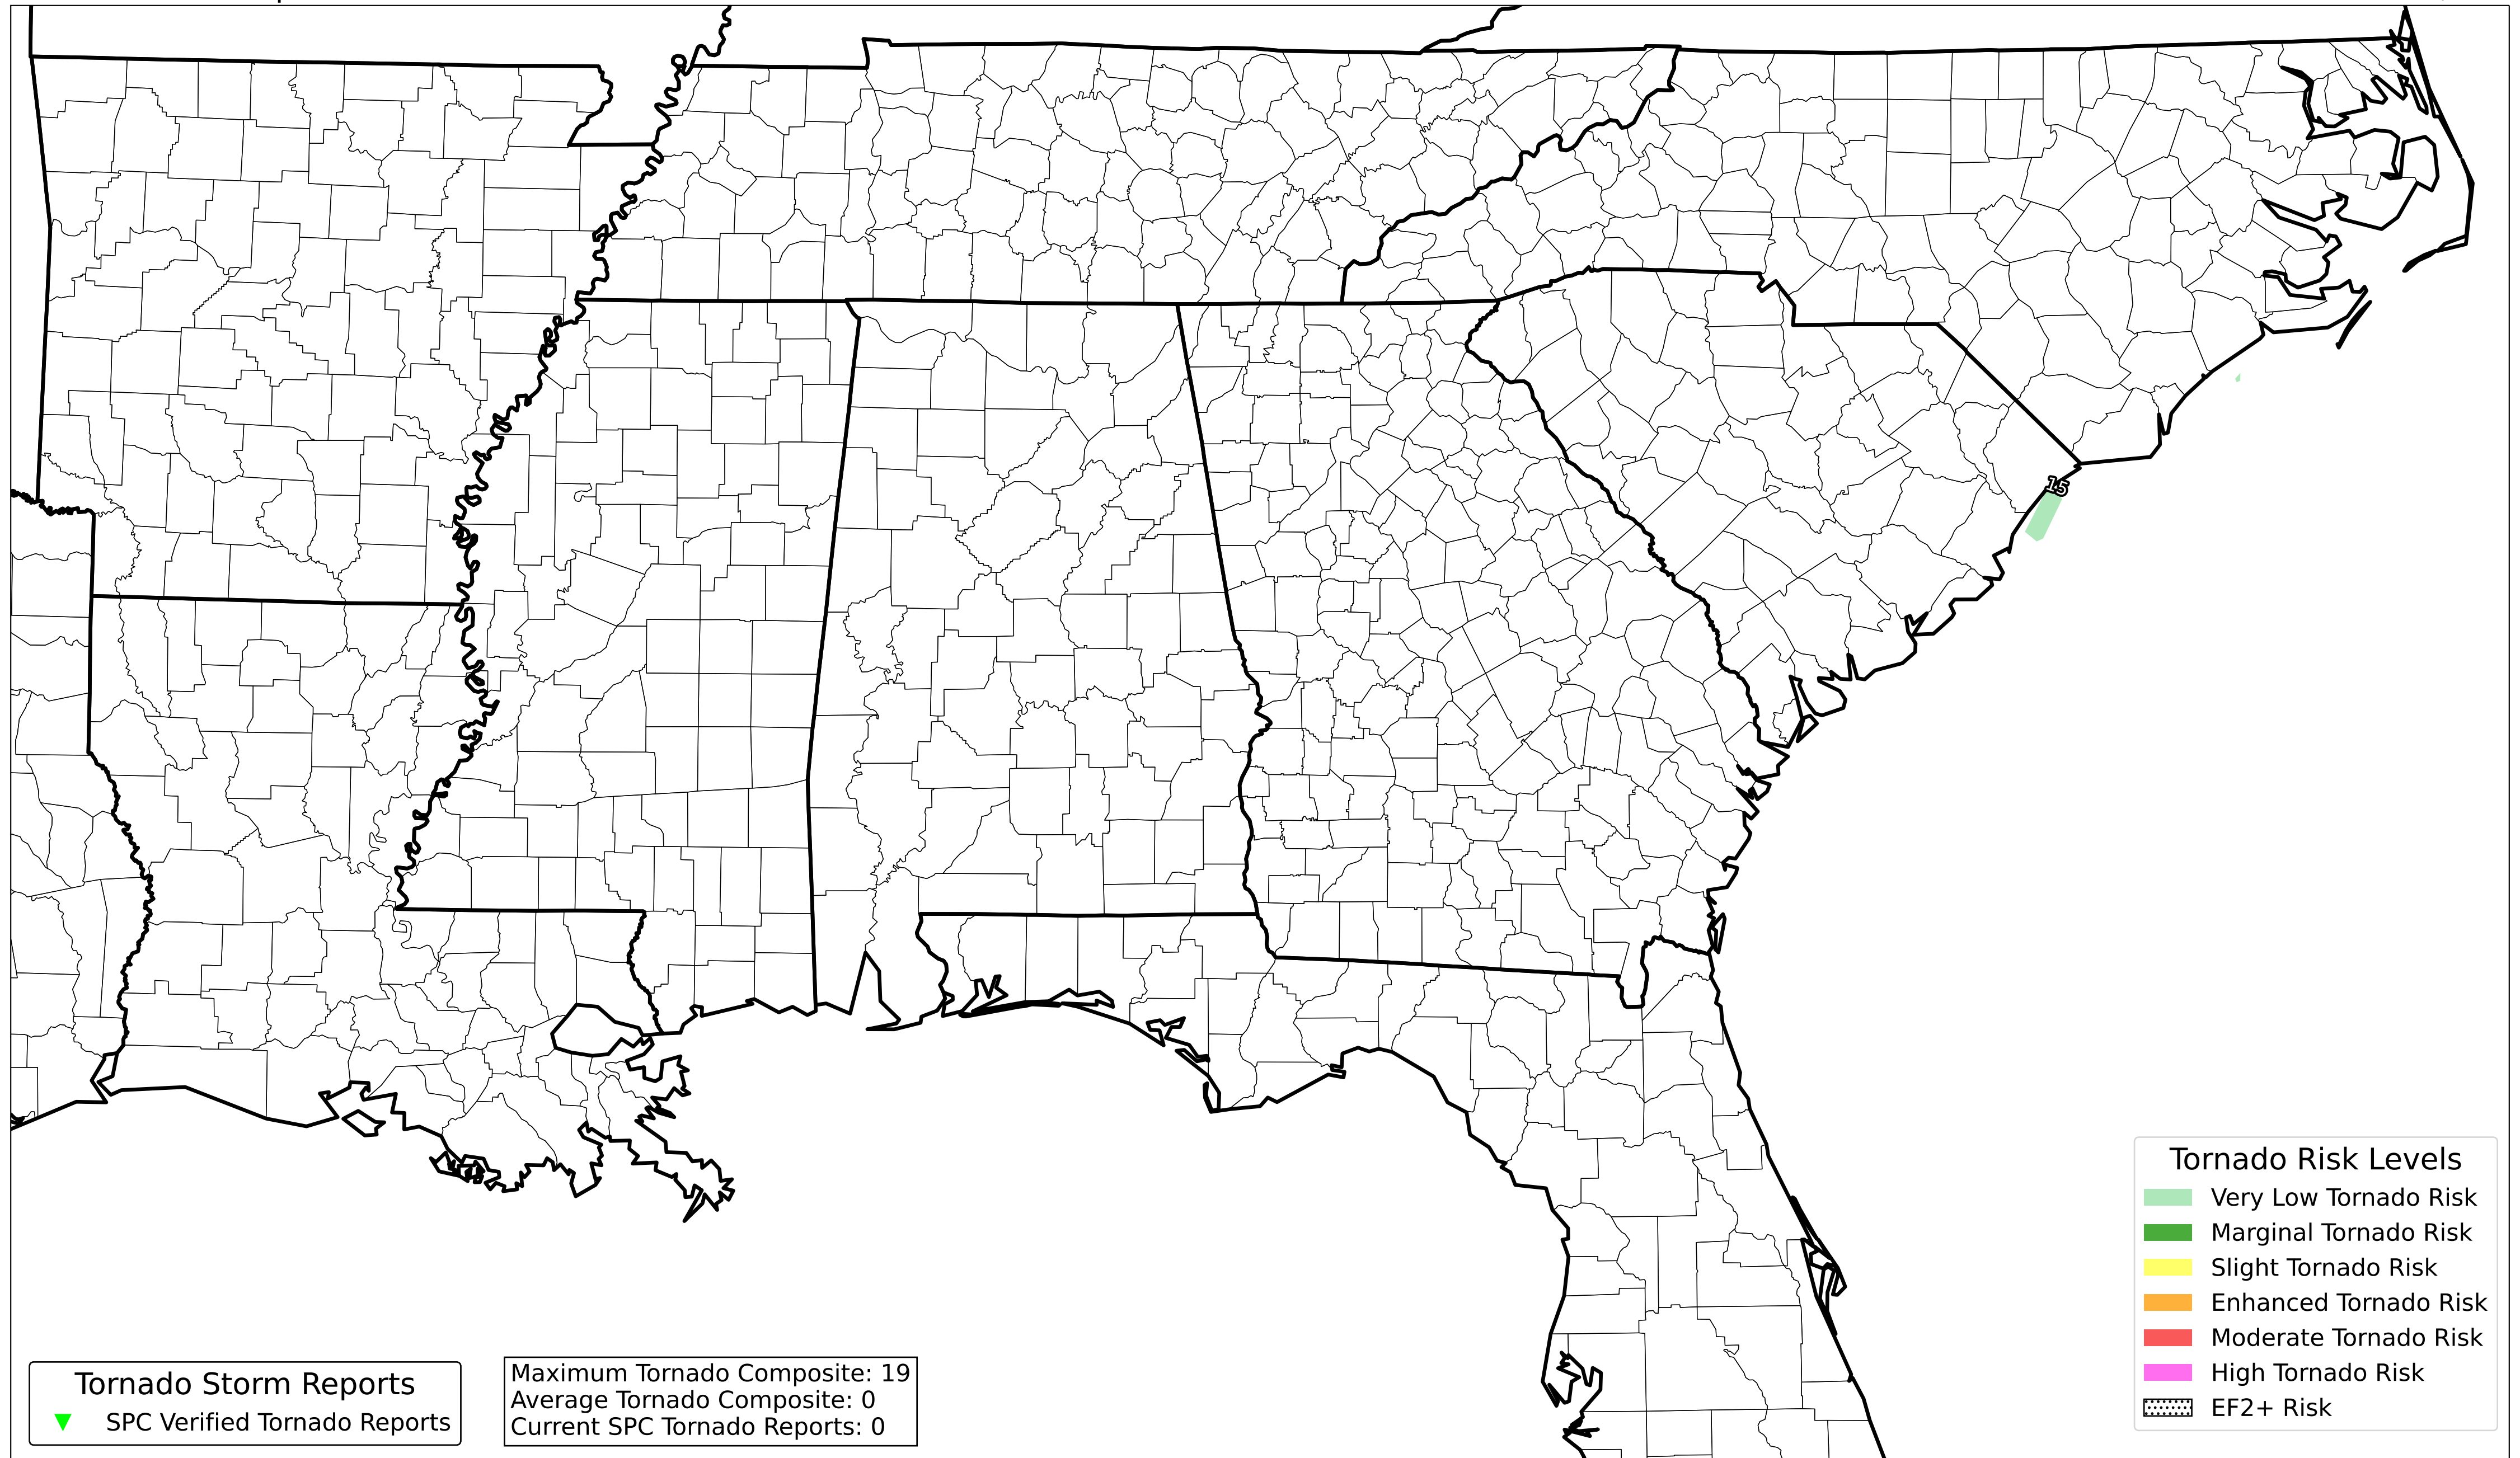 15
Tornado Risk Levels
Very Low Tornado Risk
Marginal Tornado Risk
Slight Tornado Risk
Enhanced Tornado Risk
Moderate Tornado Risk
High Tornado Risk
EF2+ Risk
Tornado Storm Reports
SPC Verified Tornado Reports
Maximum Tornado Composite: 19
Average Tornado Composite: 0
Current SPC Tornado Reports: 0